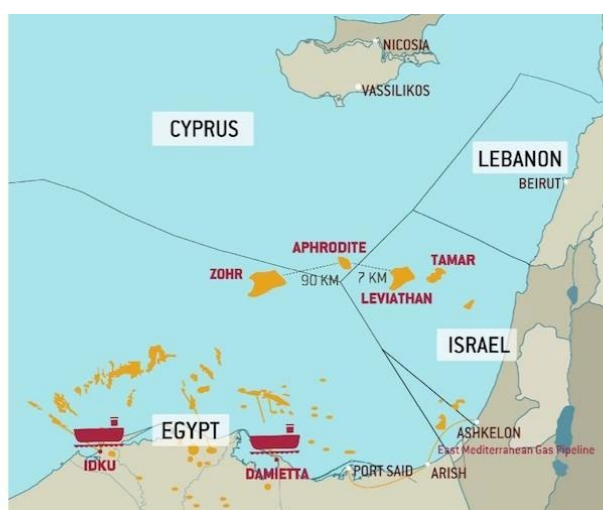 NICOSIA
VASSILIKOS
CYPRUS
LEBANON
BEIRUT
APHRODITE
TAMAR
ZOHR
90 KM
7 KM
LEVIATHAN
ISRAEL
EGYPT
ASHKELON
East Mediterranean Gas Pipeline
IDKU
DAMIETTA
PORT SAID
ARISH